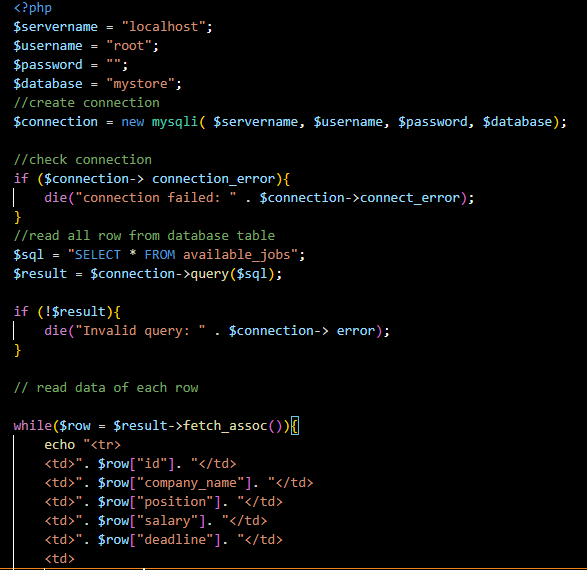 <?php
$servername = "localhost";
$username = "root";
$password = "";
$database = "mystore";
//create connection
$connection = new mysqli( $servername, $username, $password, $database);
//check connection
if ($connection-> connection_error){
die("connection failed: " . $connection->connect_error);
}
//read all row from database table
$sql = "SELECT * FROM available_jobs";
$result = $connection->query($sql);
if (!$result){
die("Invalid query: " . $connection-> error);
}
// read data of each row
while($row = $result->fetch_assoc()){
echo "<tr>
<td>". $row["id"]. "</td>
<td>". $row["company_name"]. "</td>
<td>". $row["position"]. "</td>
<td>". $row["salary"]. "</td>
<td>". $row["deadline"]. "</td>
<td>